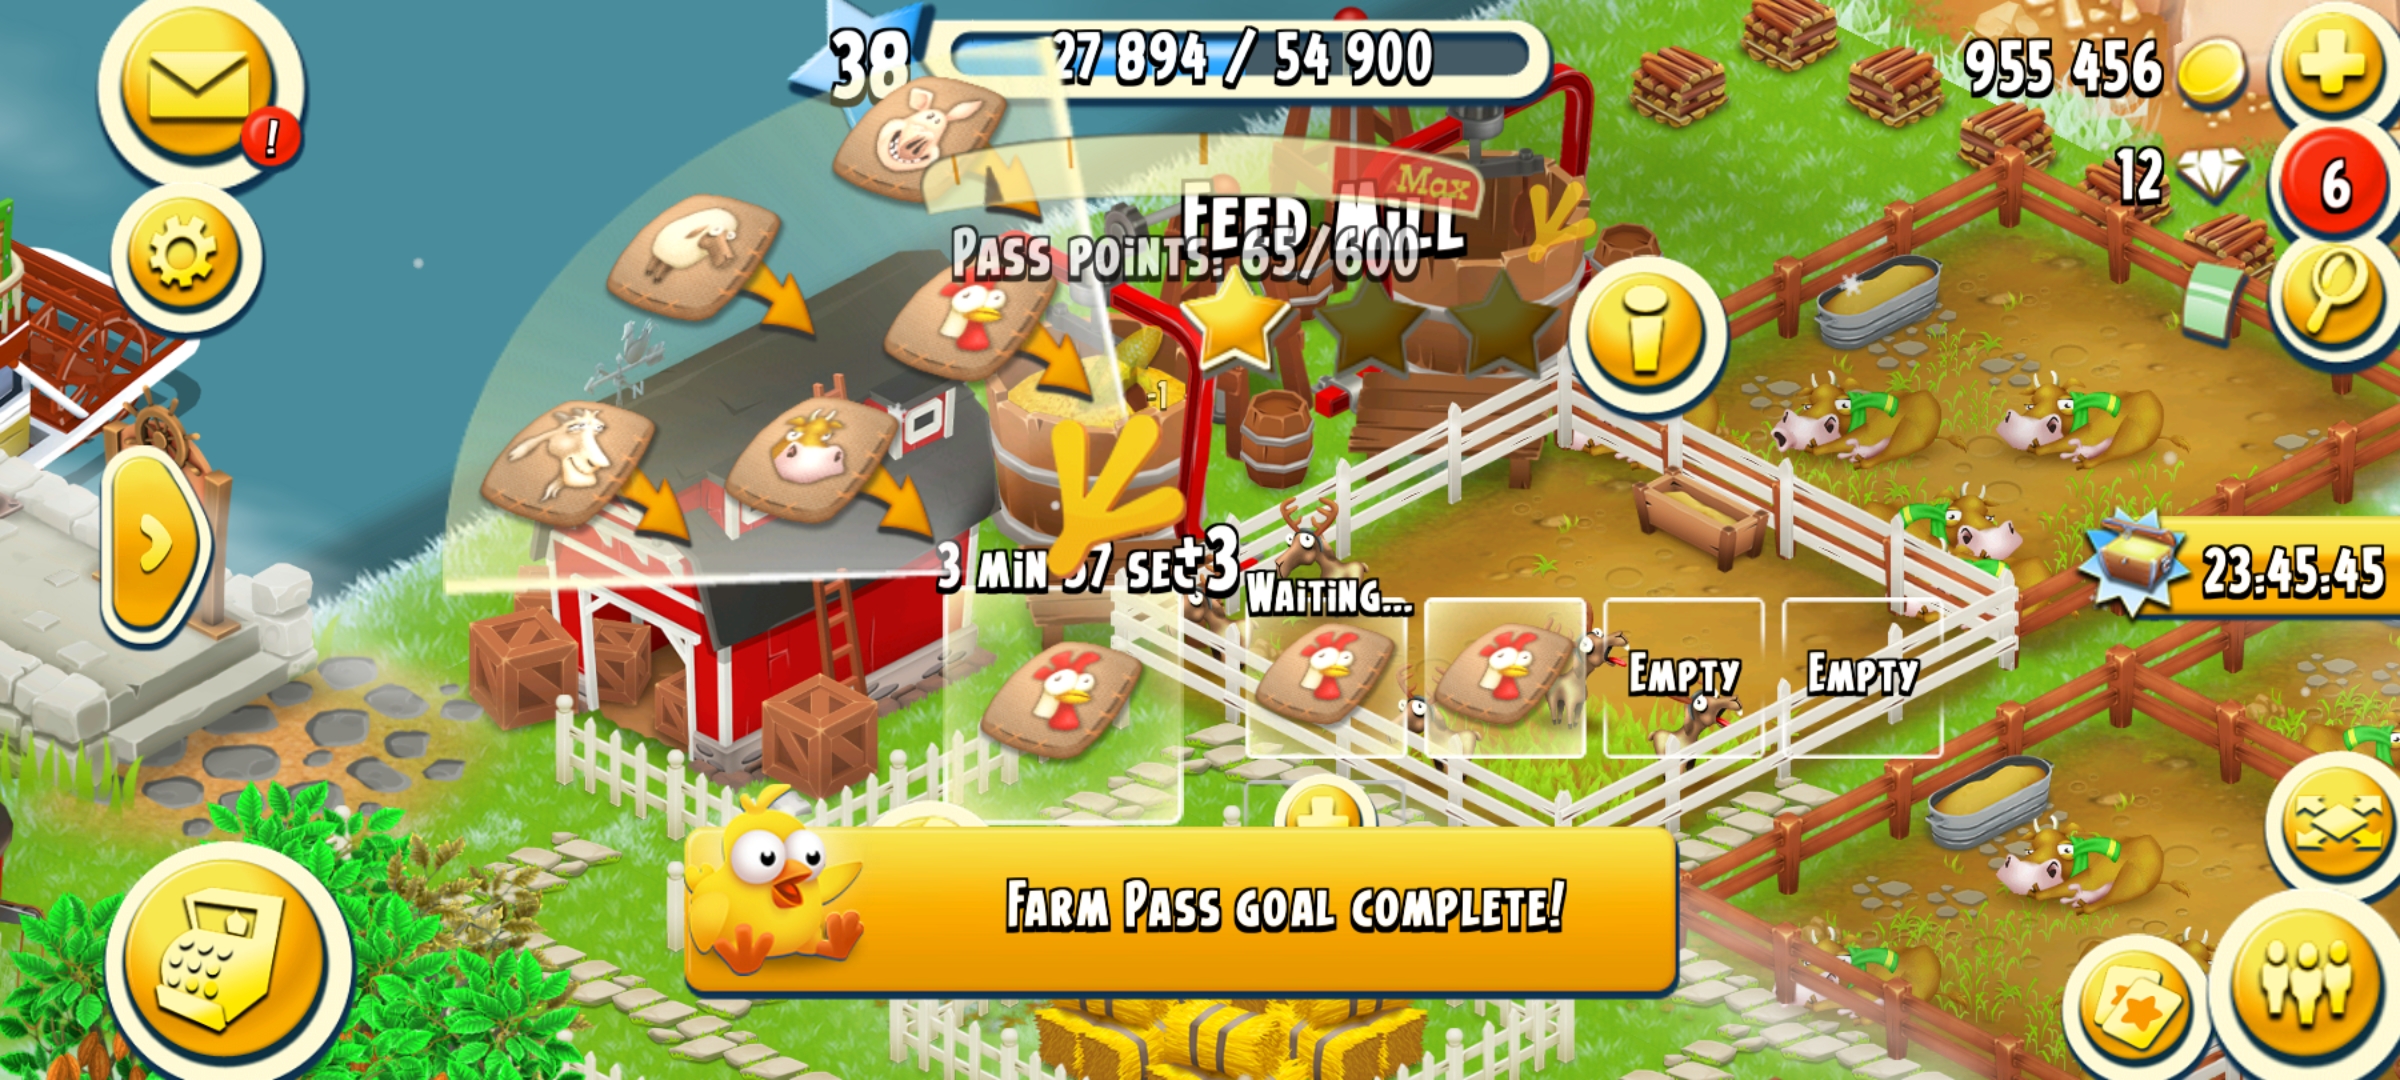 38
27 894 / 54 900
955 456
!
12
6
Max
FEED MILL
PASS POINTS: 65/600
-1
3 MIN 57 SEC
+3
WAITING...
23:45:45
EMPTY
EMPTY
FARM PASS GOAL COMPLETE!